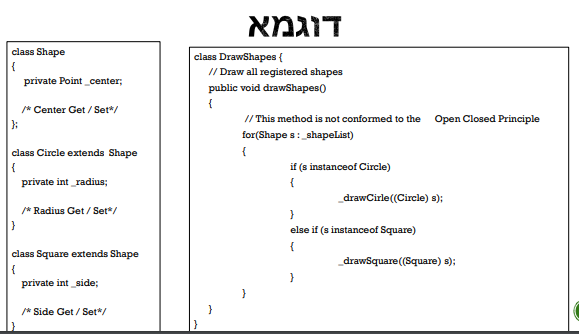 דוגמא
class Shape
{
private Point _center;
/* Center Get / Set*/
};
class Circle extends Shape
{
private int _radius;
/* Radius Get / Set*/
}
class Square extends Shape
{
private int _side;
/* Side Get / Set*/
}
class DrawShapes {
// Draw all registered shapes
public void drawShapes()
{
// This method is not conformed to the Open Closed Principle
for(Shape s : _shapeList)
{
if (s instanceof Circle)
{
_drawCirle((Circle) s);
}
else if (s instanceof Square)
{
_drawSquare((Square) s);
}
}
}
}